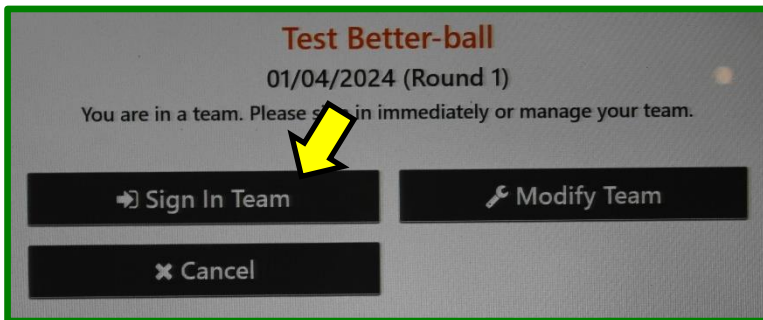 Test Better-ball
01/04/2024 (Round 1)
You are in a team. Please in immediately or manage your team.
Sign In Team
Modify Team
Cancel